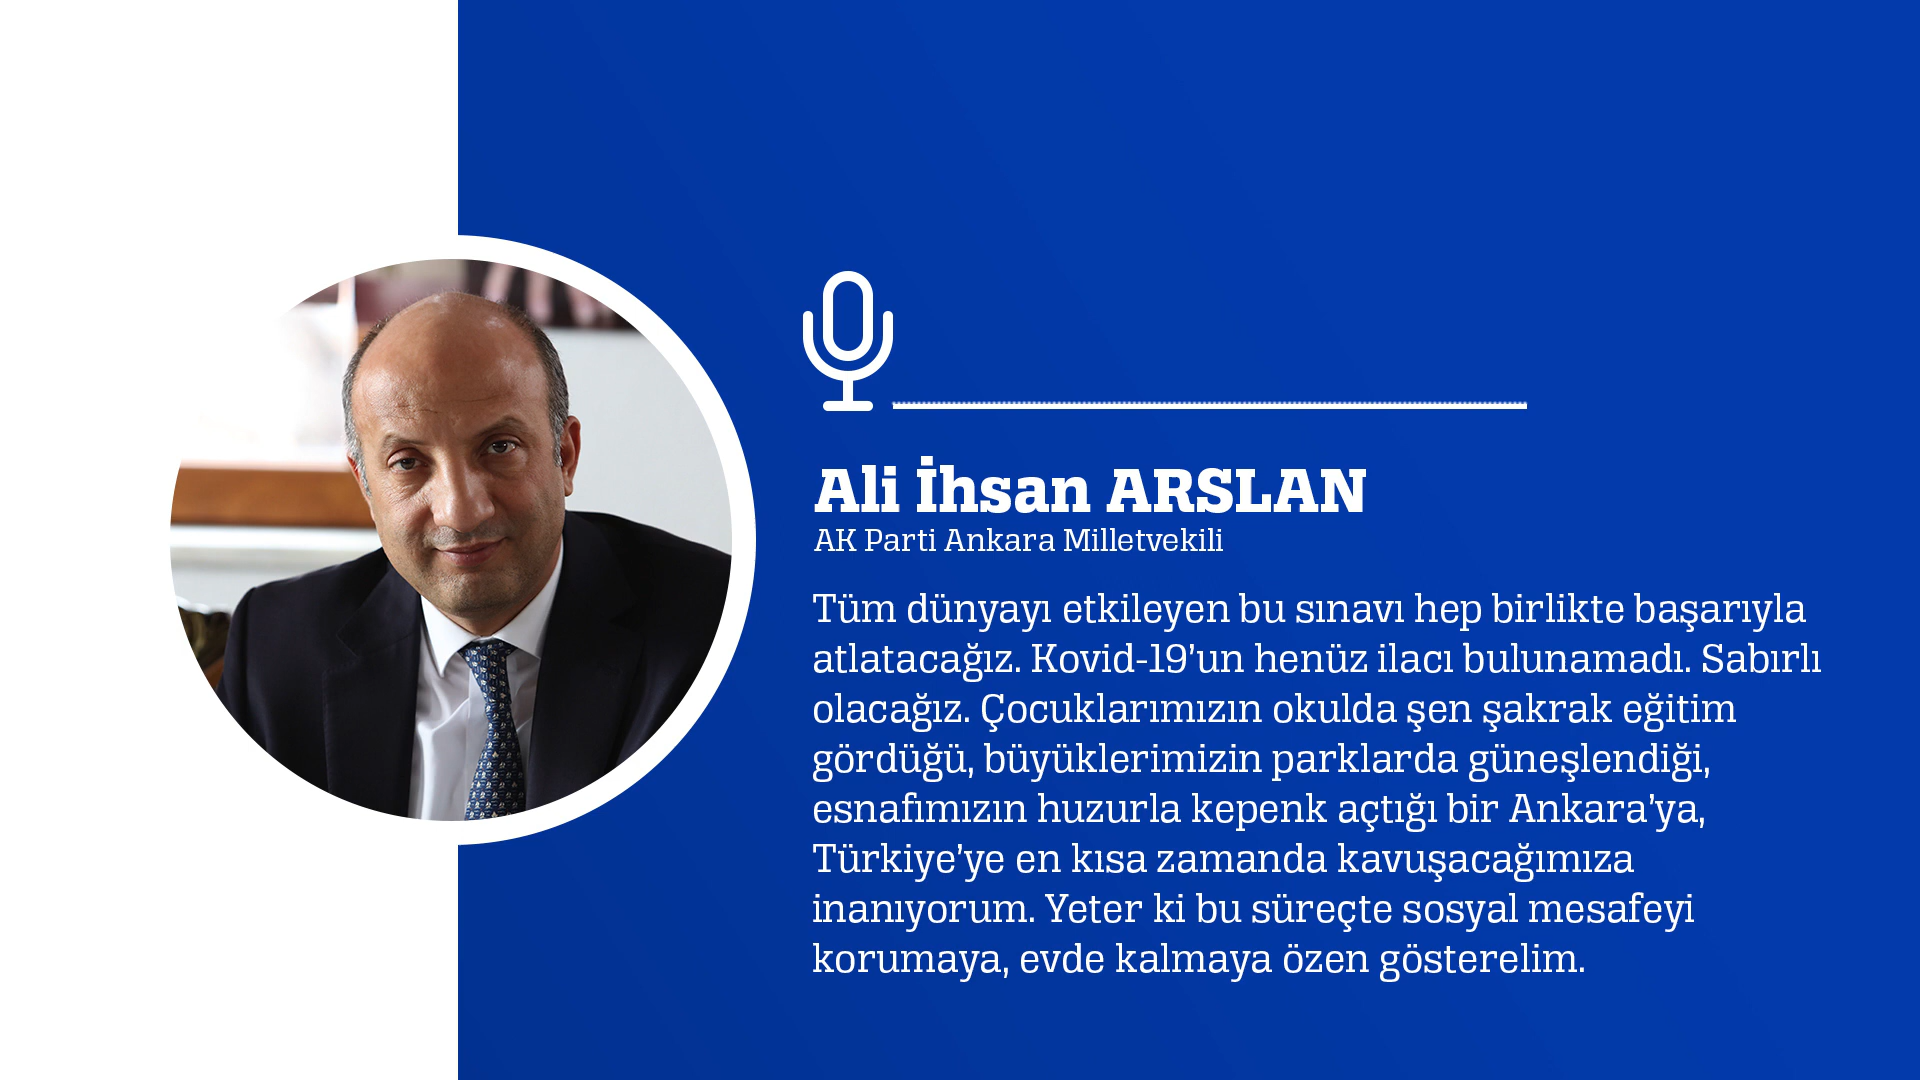 Ali İhsan ARSLAN
AK Parti Ankara Milletvekili
Tüm dünyayı etkileyen bu sınavı hep birlikte başarıyla
atlatacağız. Kovid-19’un henüz ilacı bulunamadı. Sabırlı
olacağız. Çocuklarımızın okulda şen şakrak eğitim
gördüğü, büyüklerimizin parklarda güneşlendiği,
esnafımızın huzurla kepenk açtığı bir Ankara’ya,
Türkiye’ye en kısa zamanda kavuşacağımıza
inanıyorum. Yeter ki bu süreçte sosyal mesafeyi
korumaya, evde kalmaya özen gösterelim.